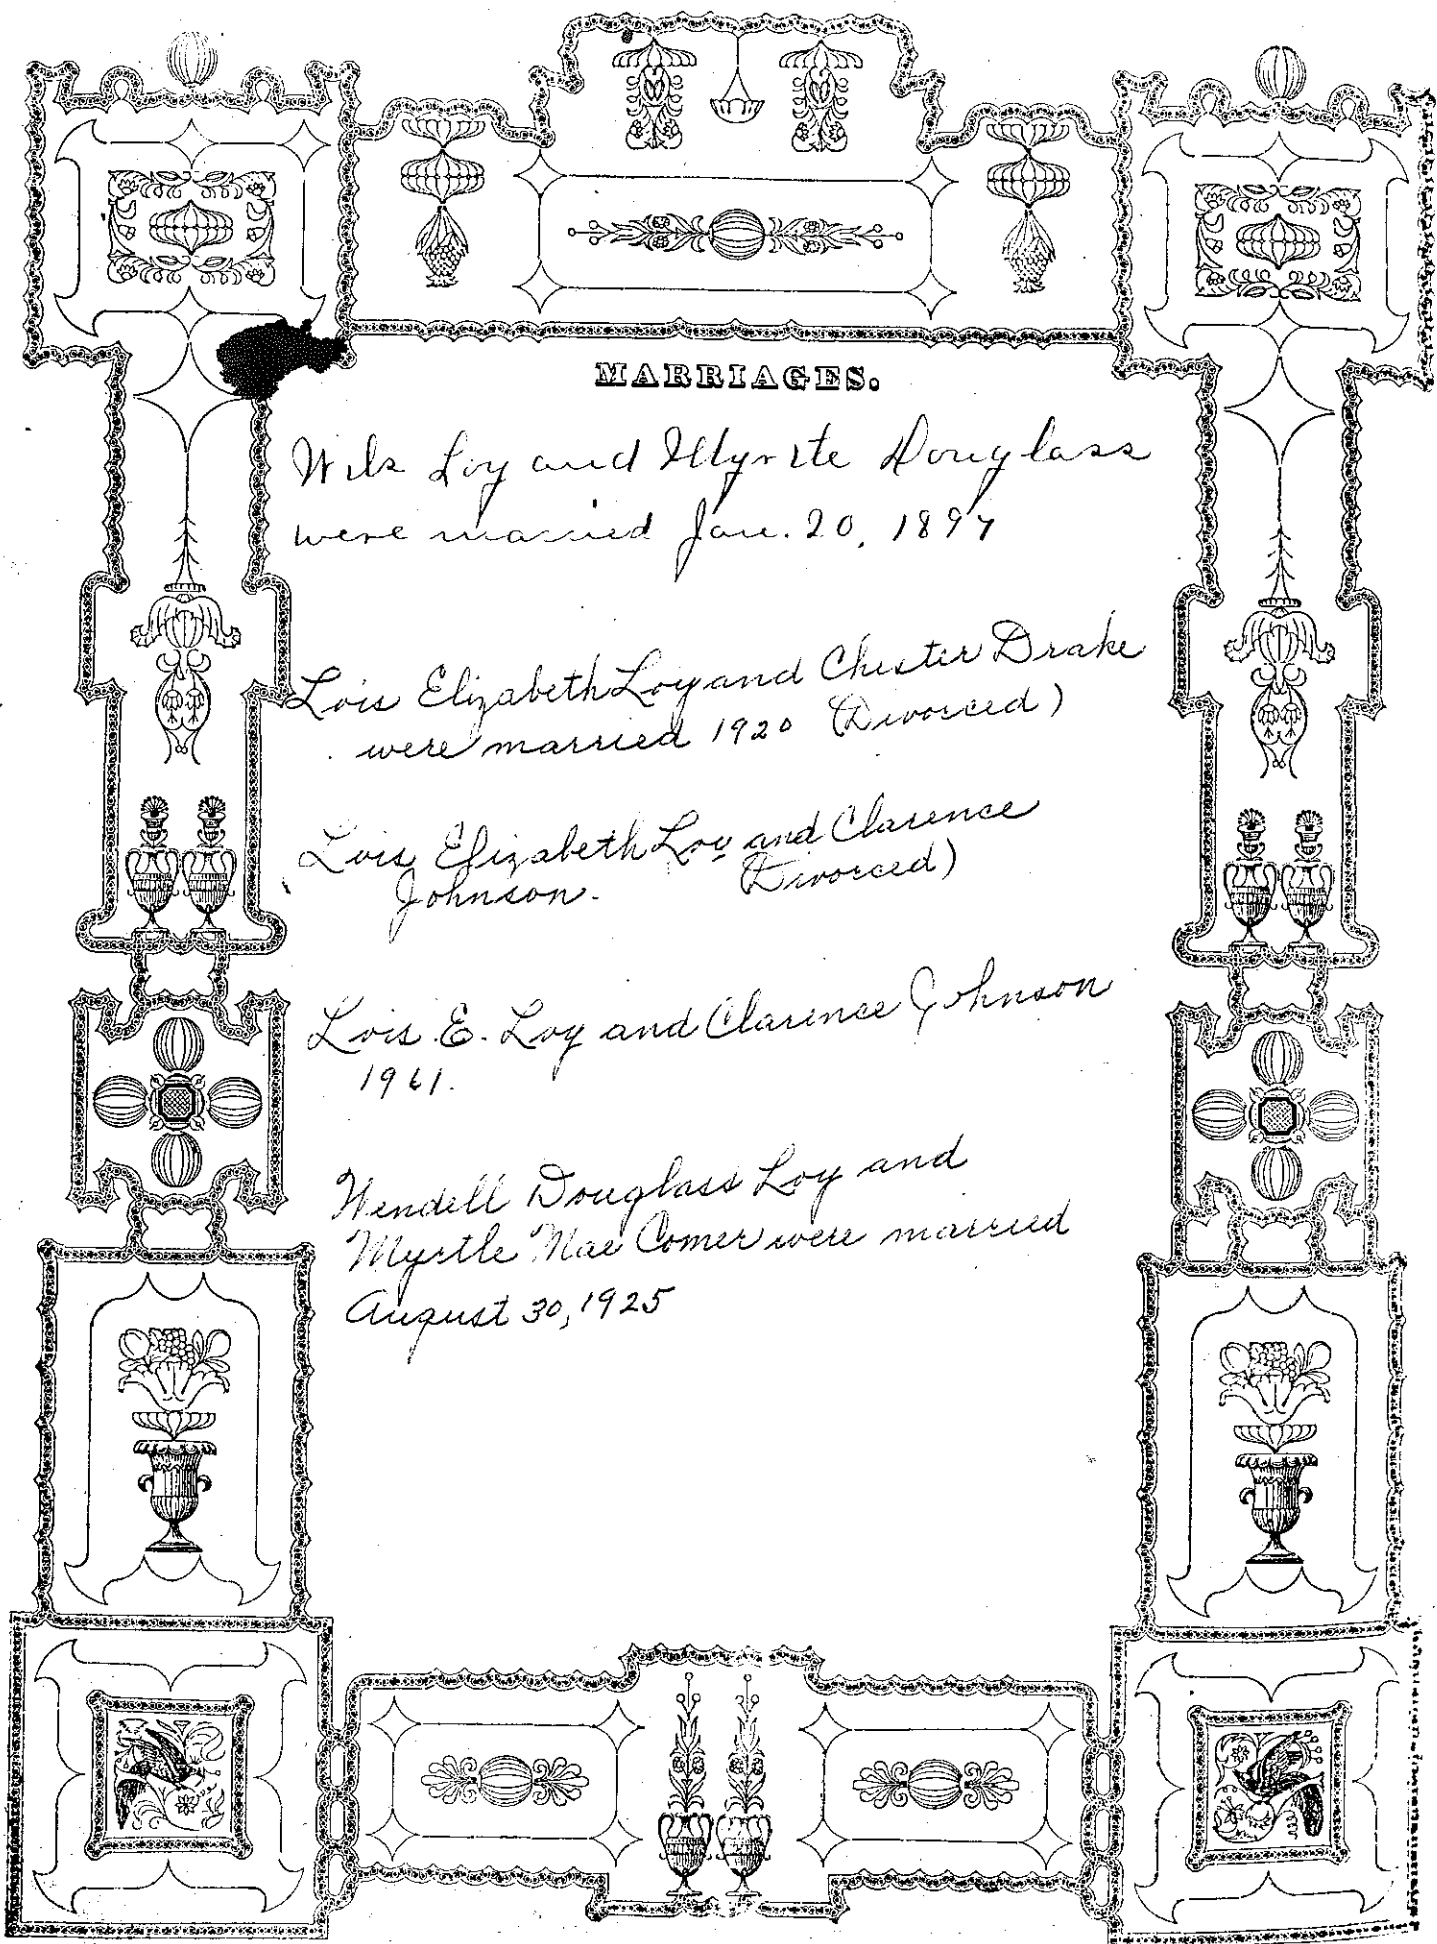 MARRIAGES.
Wils Loy and Myrtle Douglass
were married Jan. 20, 1897
Lois Elizabeth Loy and Chester Drake
were married 1920 (Divorced)
Lois Elizabeth Loy and Clarence
Johnson. Divorced)
Lois E. Loy and Clarence Johnson
1961.
Wendell Douglass Loy and
Myrtle Mae Comer were married
August 30, 1925